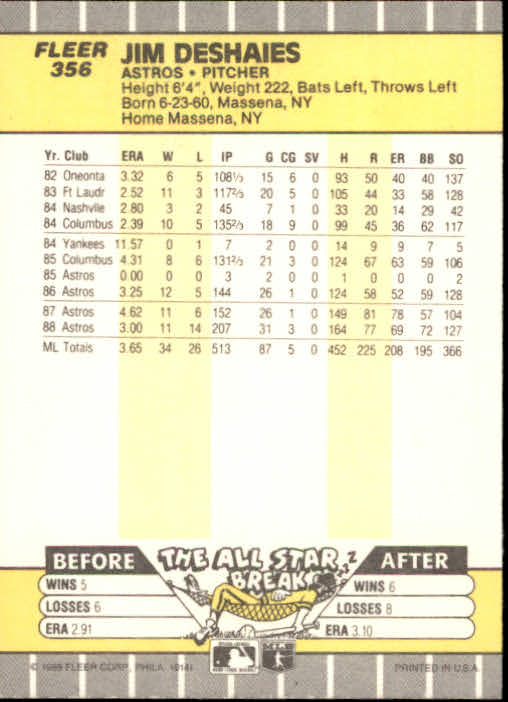 FLEER
356
JIM DESHAIES
ASTROS • PITCHER
Height 6'4", Weight 222, Bats Left, Throws Left
Born 6-23-60, Massena, NY
Home Massena, NY
Yr. Club ERA W L IP G CG SV H R ER BB SO
82 Oneonta 3.32 6 5 108⅓ 15 6 0 93 50 40 40 137
83 Ft Laudr 2.52 11 3 117⅔ 20 5 0 105 44 33 58 128
84 Nashvlle 2.80 3 2 45 7 1 0 33 20 14 29 42
84 Columbus 2.39 10 5 135⅔ 18 9 0 99 45 36 62 117
84 Yankees 11.57 0 1 7 2 0 0 14 9 9 7 5
85 Columbus 4.31 8 6 131⅔ 21 3 0 124 67 63 59 106
85 Astros 0.00 0 0 3 2 0 0 1 0 0 0 2
86 Astros 3.25 12 5 144 26 1 0 124 58 52 59 128
87 Astros 4.62 11 6 152 26 1 0 149 81 78 57 104
88 Astros 3.00 11 14 207 31 3 0 164 77 69 72 127
ML Totals 3.65 34 26 513 87 5 0 452 225 208 195 366
BEFORE THE ALL STAR BREAK AFTER
ZZZZ
WINS 5 WINS 6
LOSSES 6 LOSSES 8
ERA 2.91 ERA 3.10
© 1989 FLEER CORP., PHILA. 19141 PRINTED IN U.S.A.